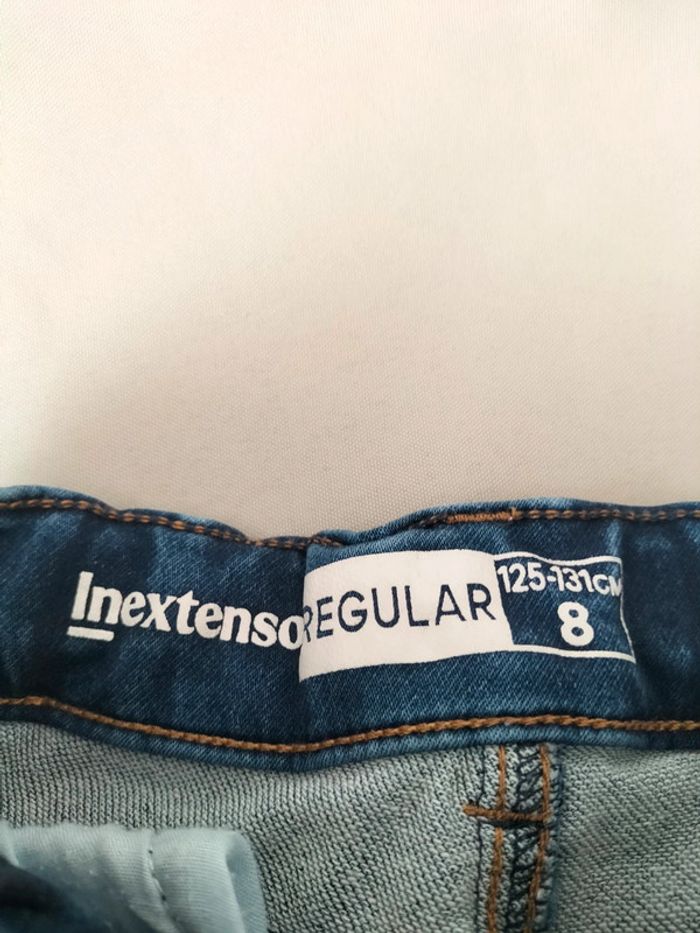 Inextenso
REGULAR
125-131CM
8